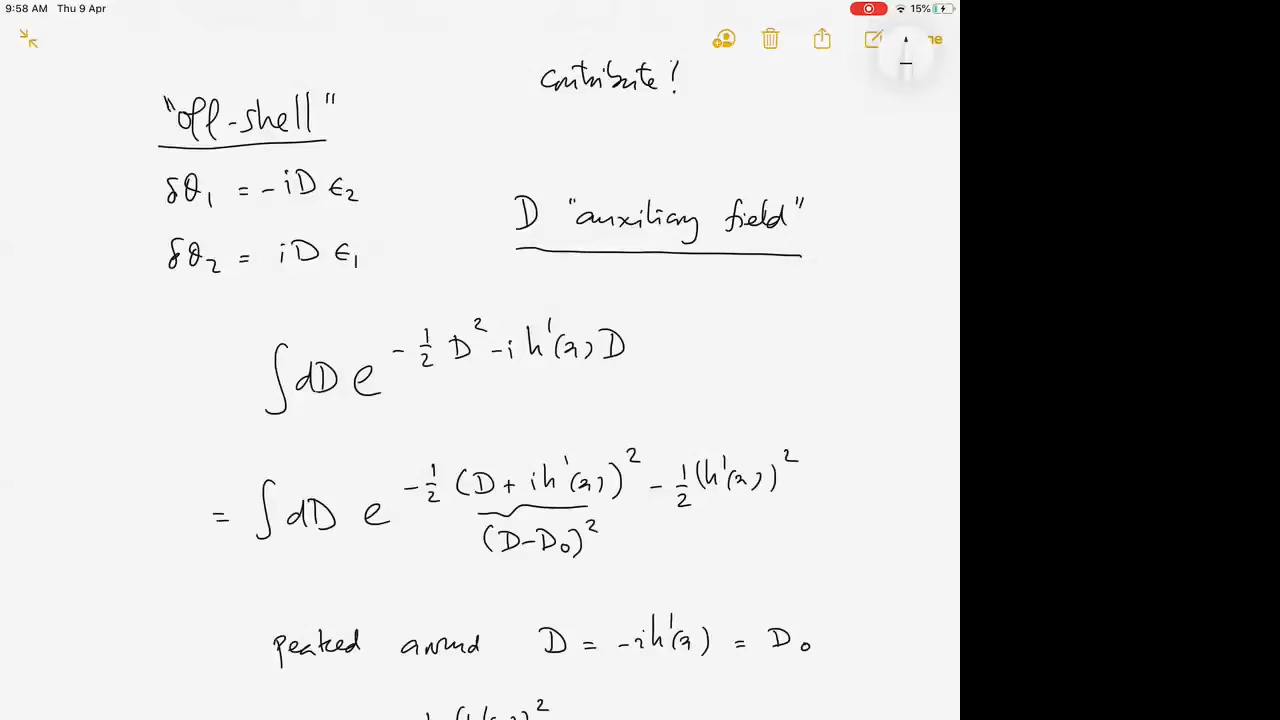 9:58 AM Thu 9 Apr 15%
contribute!
"off-shell"
δθ₁ = -iD ϵ₂
D "auxiliary field"
δθ₂ = iD ϵ₁
∫dD e^{-½ D² - i h'(x) D}
= ∫dD e^{-½ (D + ih'(x))² - ½ (h'(x))²}
(D-D₀)²
peaked around D = -ih'(x) = D₀